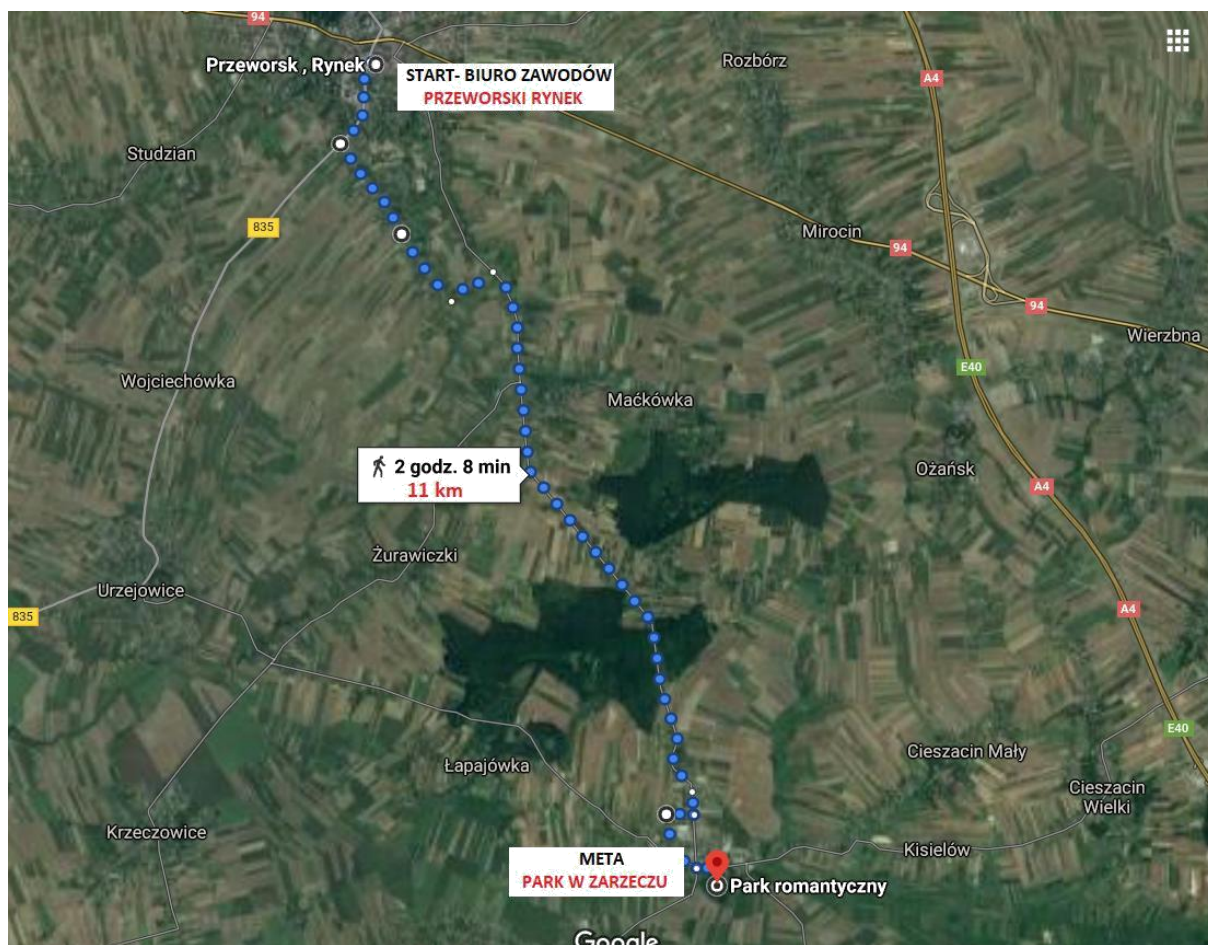 94
Przeworsk , Rynek
START- BIURO ZAWODÓW
PRZEWORSKI RYNEK
Rozbórz
A4
Studzian
835
Mirocin
94
94
Wierzbna
E40
Wojciechówka
Maćkówka
2 godz. 8 min
11 km
Ożańsk
A4
Żurawiczki
Urzejowice
835
A4
E40
Łapajówka
Cieszacin Mały
Cieszacin
Wielki
Krzeczowice
Kisielów
META
PARK W ZARZECZU
Park romantyczny
Google